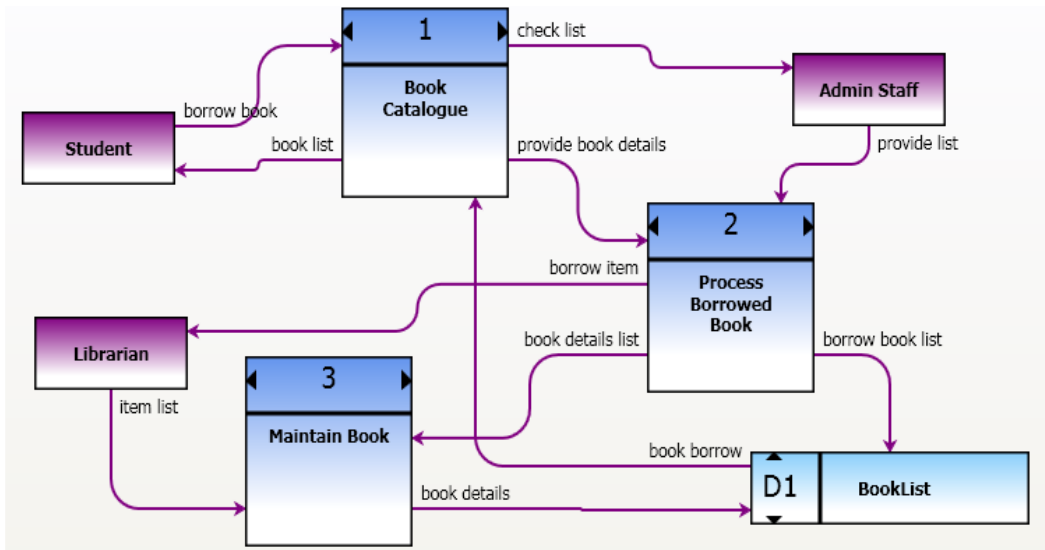 1
check list
Book
Catalogue
Admin Staff
borrow book
Student
book list
provide book details
provide list
2
borrow item
Process
Borrowed
Book
Librarian
book details list
borrow book list
3
item list
Maintain Book
book borrow
D1
BookList
book details